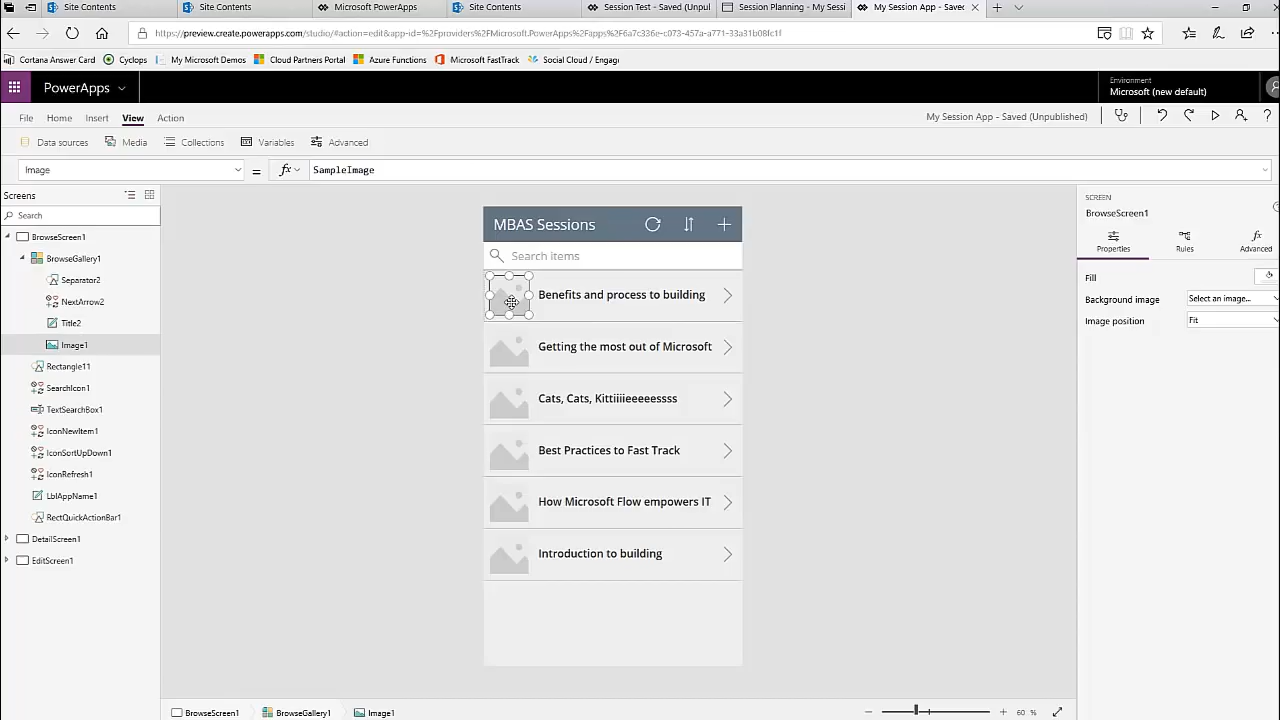 Site Contents
Site Contents
Microsoft PowerApps
Site Contents
Session Test - Saved (Unpul
Session Planning - My Sessi
My Session App - Saved
https://preview.create.powerapps.com/studio/#action=edit&app-id=%2Fproviders%2FMicrosoft.PowerApps%2Fapps%2F6a7c336e-c073-457a-a771-33a31b08fc1f
Cortana Answer Card
Cyclops
My Microsoft Demos
Cloud Partners Portal
Azure Functions
Microsoft FastTrack
Social Cloud / Engag
PowerApps
Environment
Microsoft (new default)
File
Home
Insert
View
Action
My Session App - Saved (Unpublished)
Data sources
Media
Collections
Variables
Advanced
Image
=
fx
SampleImage
Screens
Search
BrowseScreen1
BrowseGallery1
Separator2
NextArrow2
Title2
Image1
Rectangle11
SearchIcon1
TextSearchBox1
IconNewItem1
IconSortUpDown1
IconRefresh1
LblAppName1
RectQuickActionBar1
DetailScreen1
EditScreen1
MBAS Sessions
Search items
Benefits and process to building
Getting the most out of Microsoft
Cats, Cats, Kittiiiieeeeessss
Best Practices to Fast Track
How Microsoft Flow empowers IT
Introduction to building
SCREEN
BrowseScreen1
Properties
Rules
fx
Advanced
Fill
Background image
Select an image...
Image position
Fit
BrowseScreen1
BrowseGallery1
Image1
60 %